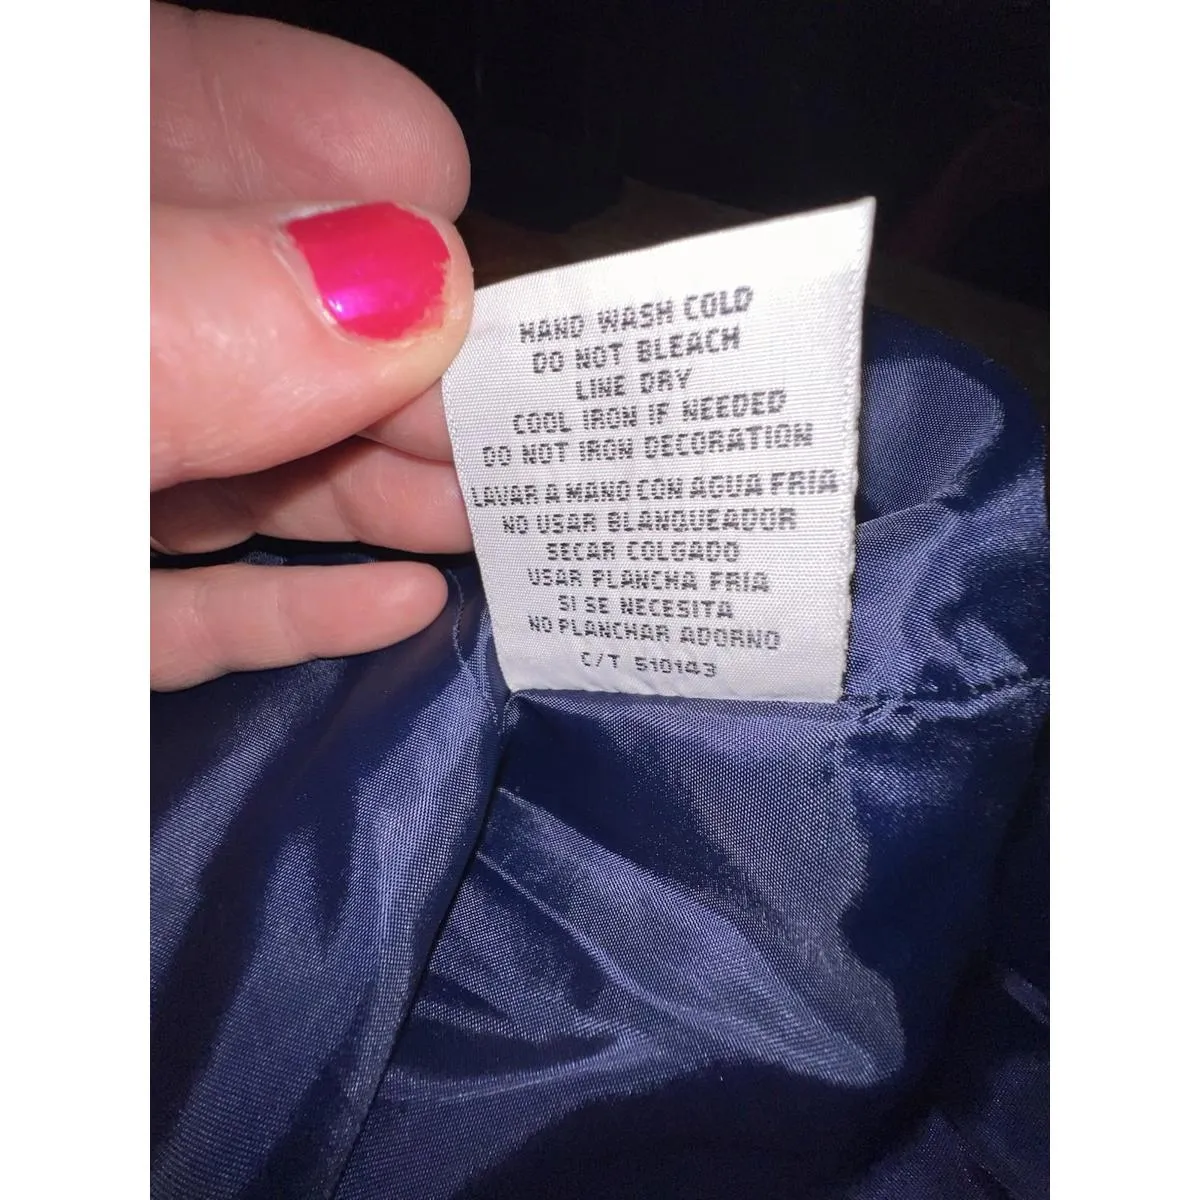 HAND WASH COLD
DO NOT BLEACH
LINE DRY
COOL IRON IF NEEDED
DO NOT IRON DECORATION
LAVAR A MANO CON AGUA FRIA
NO USAR BLANQUEADOR
SECAR COLGADO
USAR PLANCHA FRIA
SI SE NECESITA
NO PLANCHAR ADORNO
C/T 510143